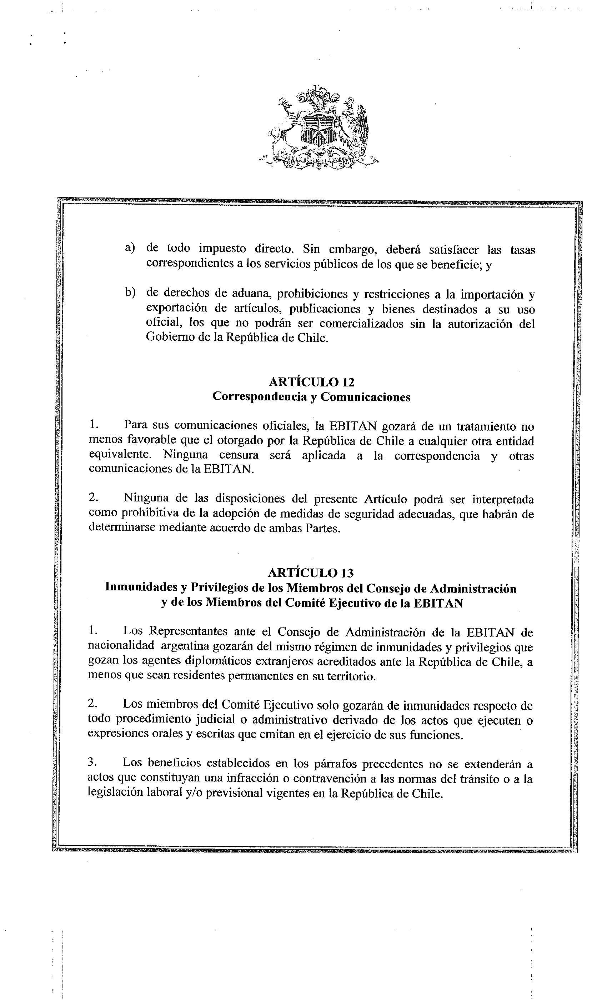 a) de todo impuesto directo. Sin embargo, deberá satisfacer las tasas
correspondientes a los servicios públicos de los que se beneficie; y
b) de derechos de aduana, prohibiciones y restricciones a la importación y
exportación de artículos, publicaciones y bienes destinados a su uso
oficial, los que no podrán ser comercializados sin la autorización del
Gobierno de la República de Chile.
ARTÍCULO 12
Correspondencia y Comunicaciones
1. Para sus comunicaciones oficiales, la EBITAN gozará de un tratamiento no
menos favorable que el otorgado por la República de Chile a cualquier otra entidad
equivalente. Ninguna censura será aplicada a la correspondencia y otras
comunicaciones de la EBITAN.
2. Ninguna de las disposiciones del presente Artículo podrá ser interpretada
como prohibitiva de la adopción de medidas de seguridad adecuadas, que habrán de
determinarse mediante acuerdo de ambas Partes.
ARTÍCULO 13
Inmunidades y Privilegios de los Miembros del Consejo de Administración
y de los Miembros del Comité Ejecutivo de la EBITAN
1. Los Representantes ante el Consejo de Administración de la EBITAN de
nacionalidad argentina gozarán del mismo régimen de inmunidades y privilegios que
gozan los agentes diplomáticos extranjeros acreditados ante la República de Chile, a
menos que sean residentes permanentes en su territorio.
2. Los miembros del Comité Ejecutivo solo gozarán de inmunidades respecto de
todo procedimiento judicial o administrativo derivado de los actos que ejecuten o
expresiones orales y escritas que emitan en el ejercicio de sus funciones.
3. Los beneficios establecidos en los párrafos precedentes no se extenderán a
actos que constituyan una infracción o contravención a las normas del tránsito o a la
legislación laboral y/o previsional vigentes en la República de Chile.